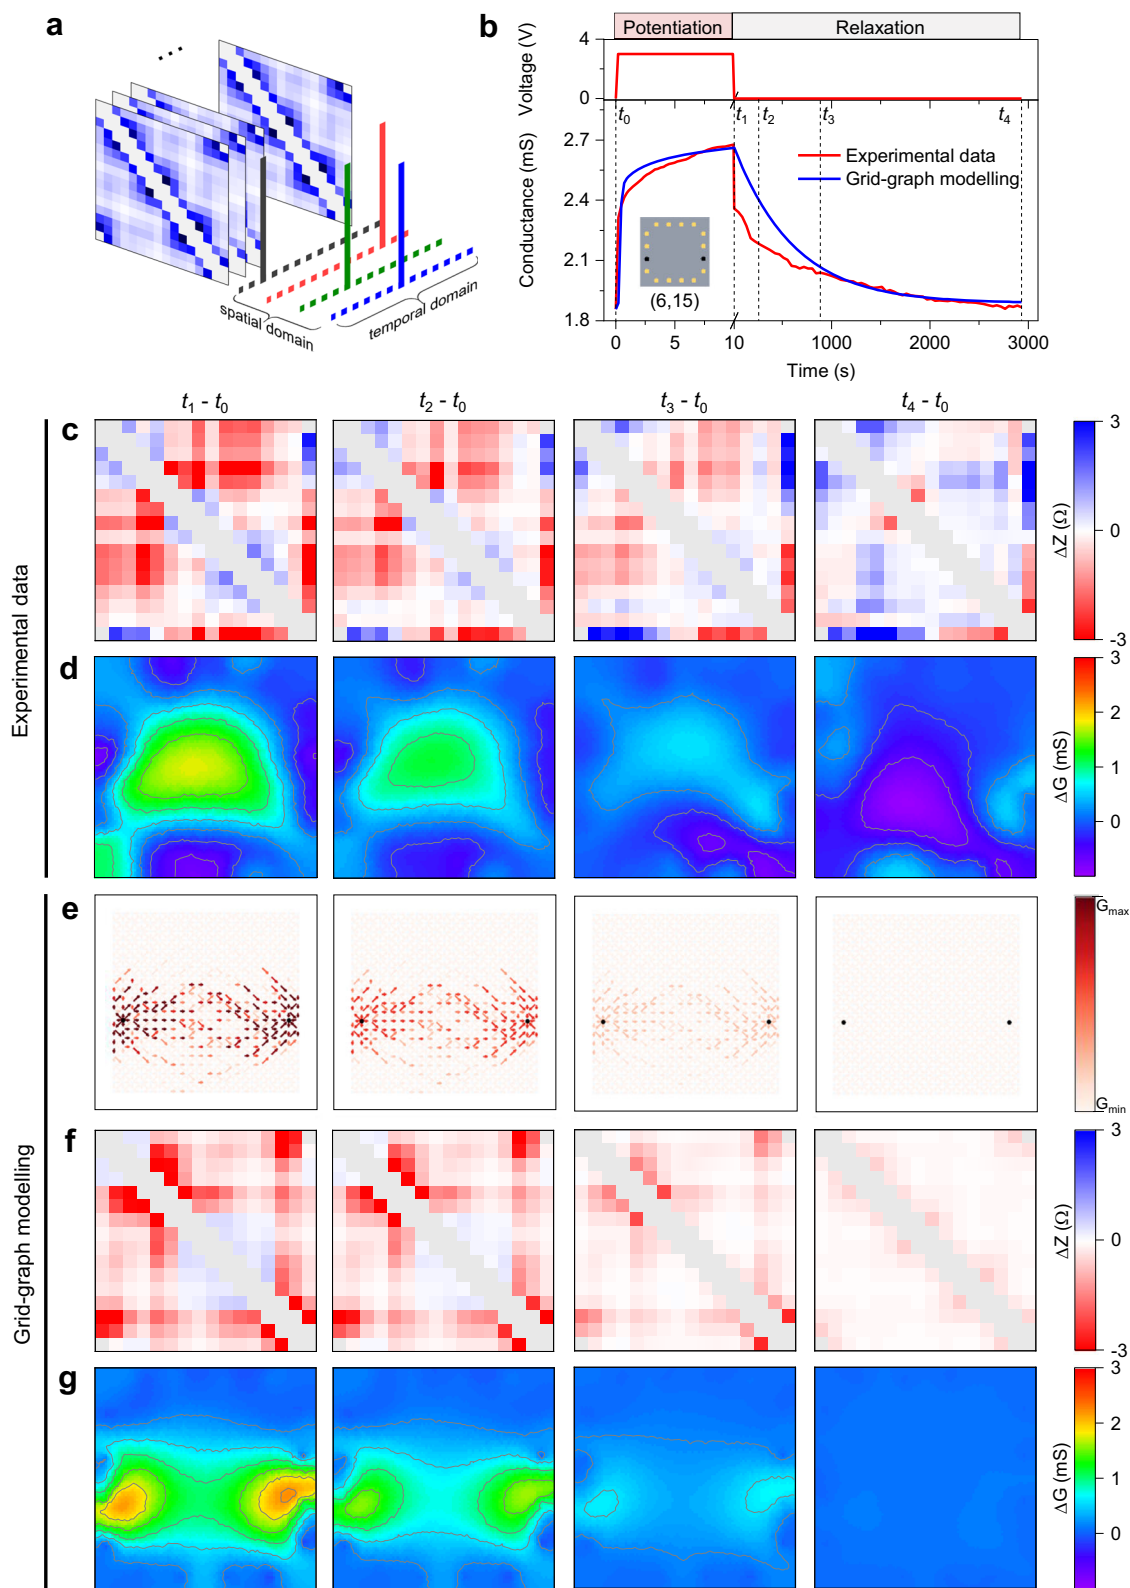 a
spatial domain
temporal domain
b
Potentiation
Relaxation
Voltage (V)
4
0
t0
t1
t2
t3
t4
Conductance (mS)
2.7
2.4
2.1
1.8
Experimental data
Grid-graph modelling
(6,15)
0
5
10
1000
2000
3000
Time (s)
t1 - t0
t2 - t0
t3 - t0
t4 - t0
Experimental data
c
3
0
-3
ΔZ (Ω)
d
3
2
1
0
ΔG (mS)
Grid-graph modelling
e
Gmax
Gmin
f
3
0
-3
ΔZ (Ω)
g
3
2
1
0
ΔG (mS)